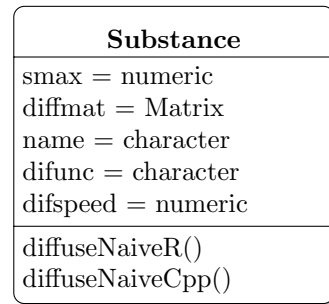 Substance
smax = numeric
diffmat = Matrix
name = character
difunc = character
difspeed = numeric
diffuseNaiveR()
diffuseNaiveCpp()